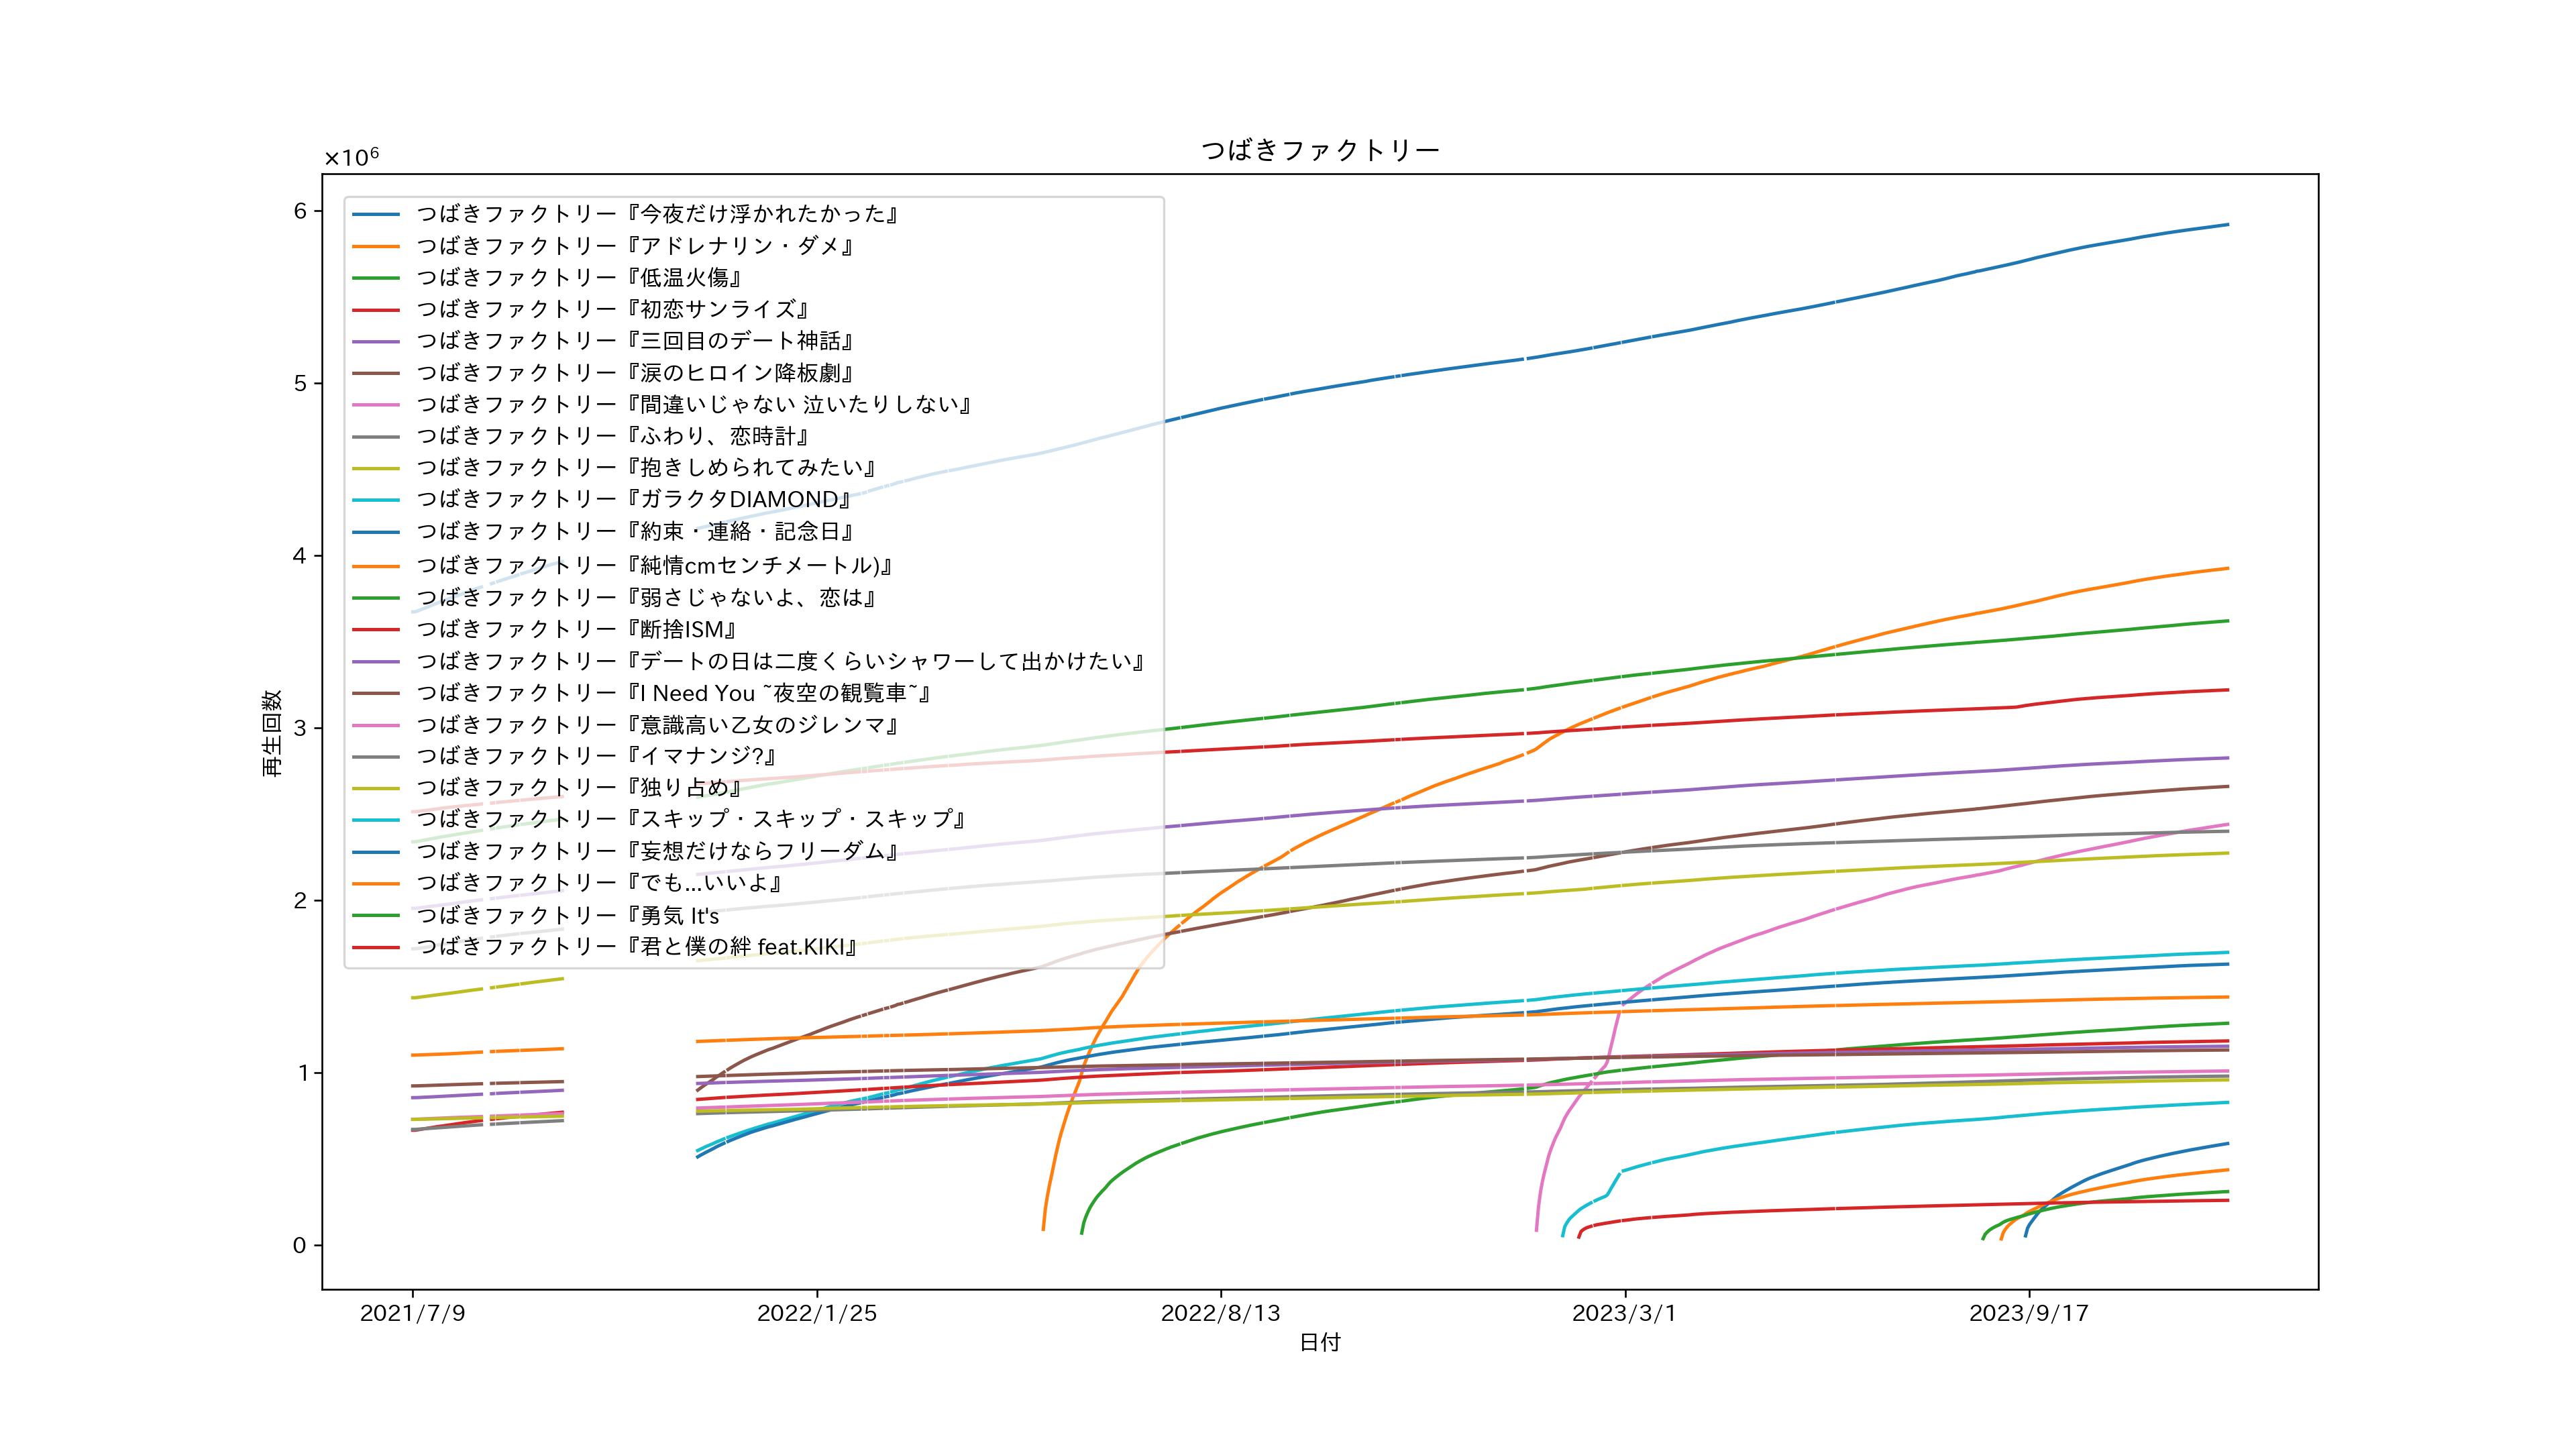 つばきファクトリー
×10⁶
6
5
4
3
2
1
0
再生回数
つばきファクトリー『今夜だけ浮かれたかった』
つばきファクトリー『アドレナリン・ダメ』
つばきファクトリー『低温火傷』
つばきファクトリー『初恋サンライズ』
つばきファクトリー『三回目のデート神話』
つばきファクトリー『涙のヒロイン降板劇』
つばきファクトリー『間違いじゃない 泣いたりしない』
つばきファクトリー『ふわり、恋時計』
つばきファクトリー『抱きしめられてみたい』
つばきファクトリー『ガラクタDIAMOND』
つばきファクトリー『約束・連絡・記念日』
つばきファクトリー『純情cmセンチメートル)』
つばきファクトリー『弱さじゃないよ、恋は』
つばきファクトリー『断捨ISM』
つばきファクトリー『デートの日は二度くらいシャワーして出かけたい』
つばきファクトリー『I Need You ~夜空の観覧車~』
つばきファクトリー『意識高い乙女のジレンマ』
つばきファクトリー『イマナンジ?』
つばきファクトリー『独り占め』
つばきファクトリー『スキップ・スキップ・スキップ』
つばきファクトリー『妄想だけならフリーダム』
つばきファクトリー『でも...いいよ』
つばきファクトリー『勇気 It's
つばきファクトリー『君と僕の絆 feat.KIKI』
2021/7/9
2022/1/25
2022/8/13
2023/3/1
2023/9/17
日付